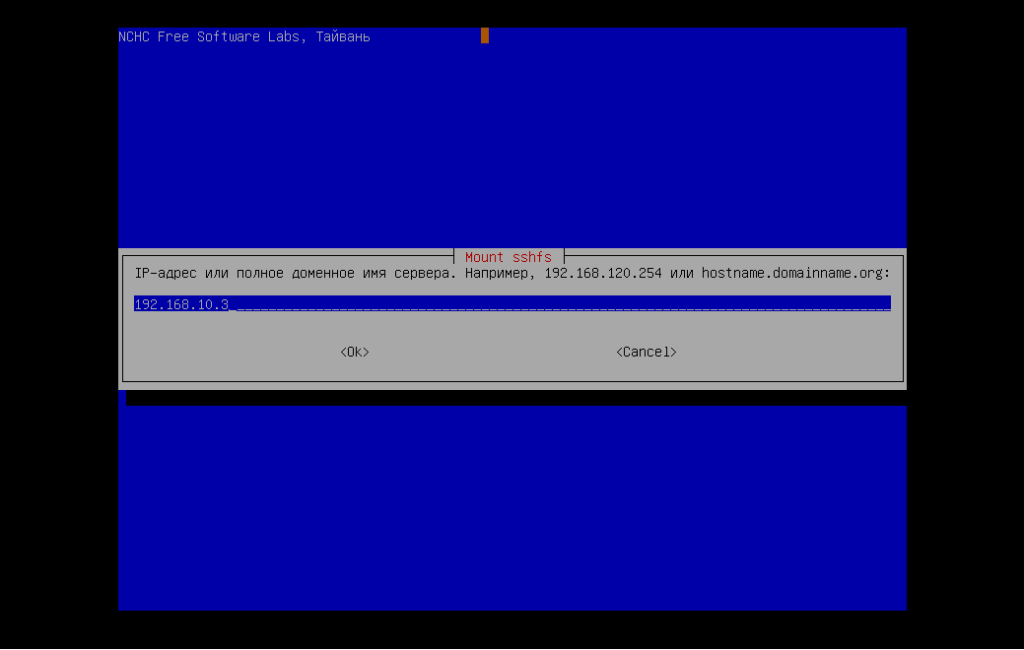 NCHC Free Software Labs, Тайвань
Mount sshfs
IP-адрес или полное доменное имя сервера. Например, 192.168.120.254 или hostname.domainname.org:
192.168.10.3
<Ok> <Cancel>